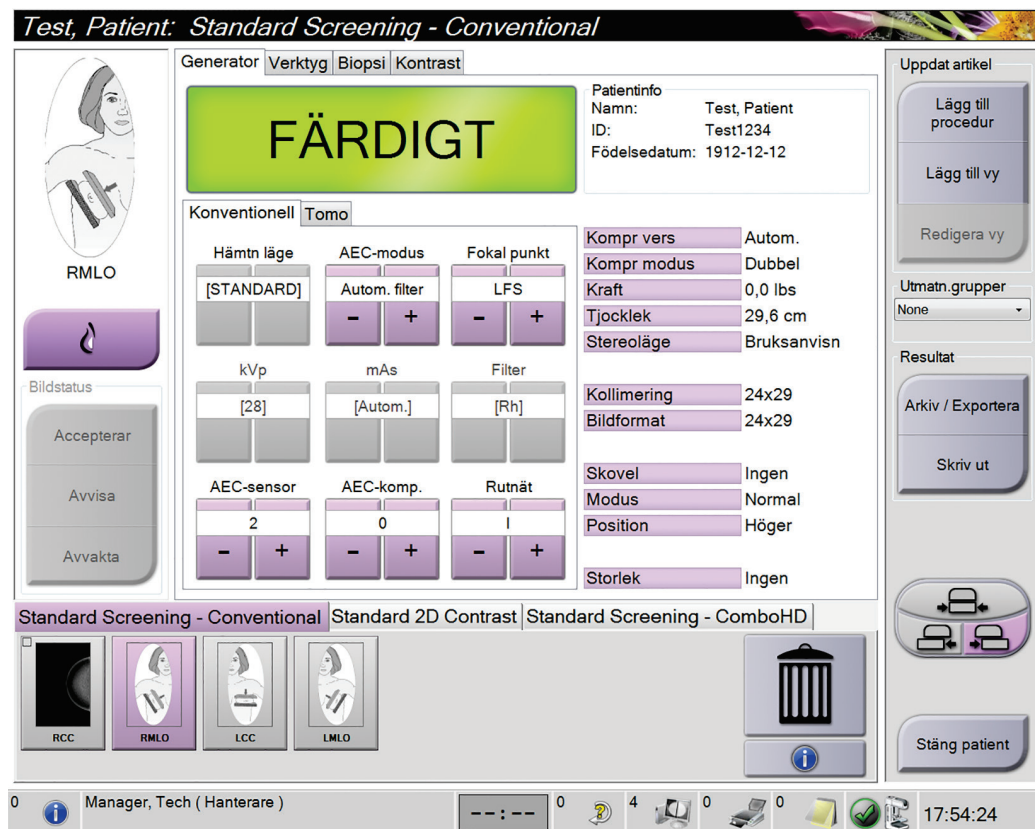 Test, Patient: Standard Screening - Conventional
RMLO
Bildstatus
Accepterar
Avvisa
Avvakta
Generator Verktyg Biopsi Kontrast
FÄRDIGT
Patientinfo
Namn: Test, Patient
ID: Test1234
Födelsedatum: 1912-12-12
Konventionell Tomo
Hämtn läge AEC-modus Fokal punkt
[STANDARD] Autom. filter LFS
- + - +
kVp mAs Filter
[28] [Autom.] [Rh]
AEC-sensor AEC-komp. Rutnät
2 0 I
- + - + - +
Kompr vers Autom.
Kompr modus Dubbel
Kraft 0,0 lbs
Tjocklek 29,6 cm
Stereoläge Bruksanvisn
Kollimering 24x29
Bildformat 24x29
Skovel Ingen
Modus Normal
Position Höger
Storlek Ingen
Uppdat artikel
Lägg till
procedur
Lägg till vy
Redigera vy
Utmatn.grupper
None
Resultat
Arkiv / Exportera
Skriv ut
Stäng patient
Standard Screening - Conventional Standard 2D Contrast Standard Screening - ComboHD
RCC RMLO LCC LMLO
0 Manager, Tech ( Hanterare ) --:-- 0 4 0 0 17:54:24